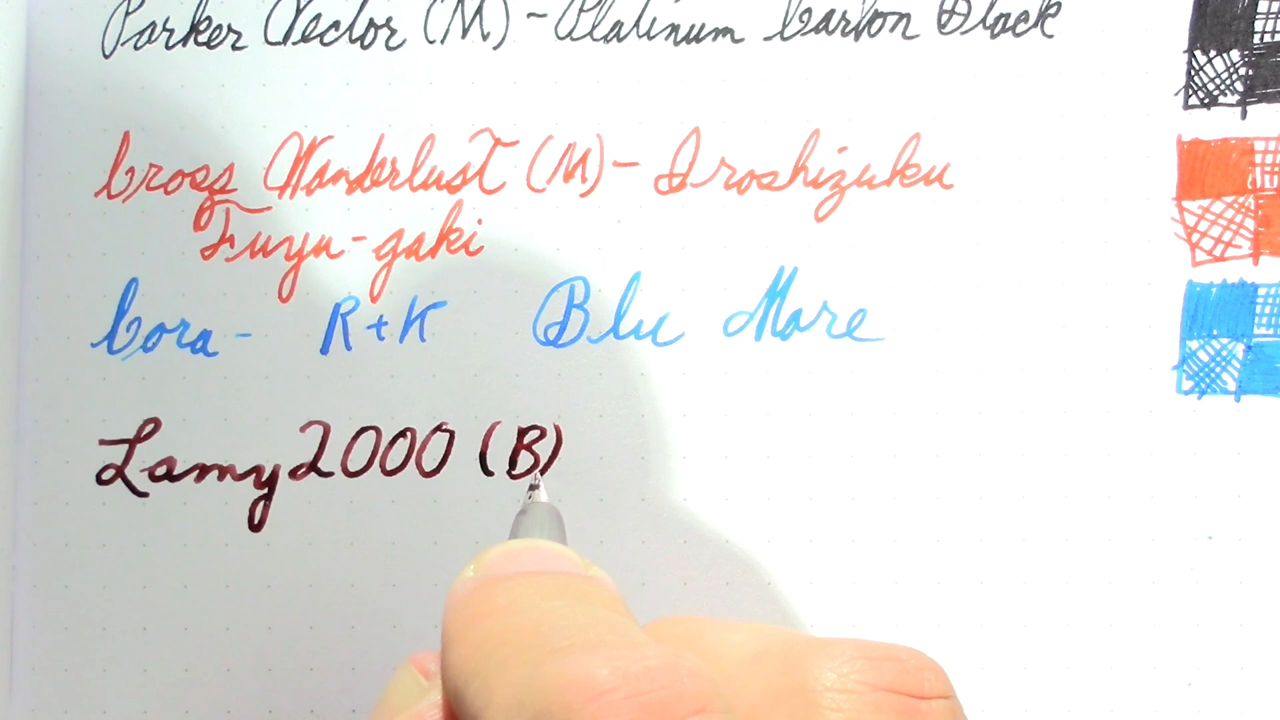 Parker Vector (M) - Platinum Carbon Black
Cross Wanderlust (M) - Iroshizuku
Fuyu-gaki
Cora - R+K Blu Mare
Lamy 2000 (B)